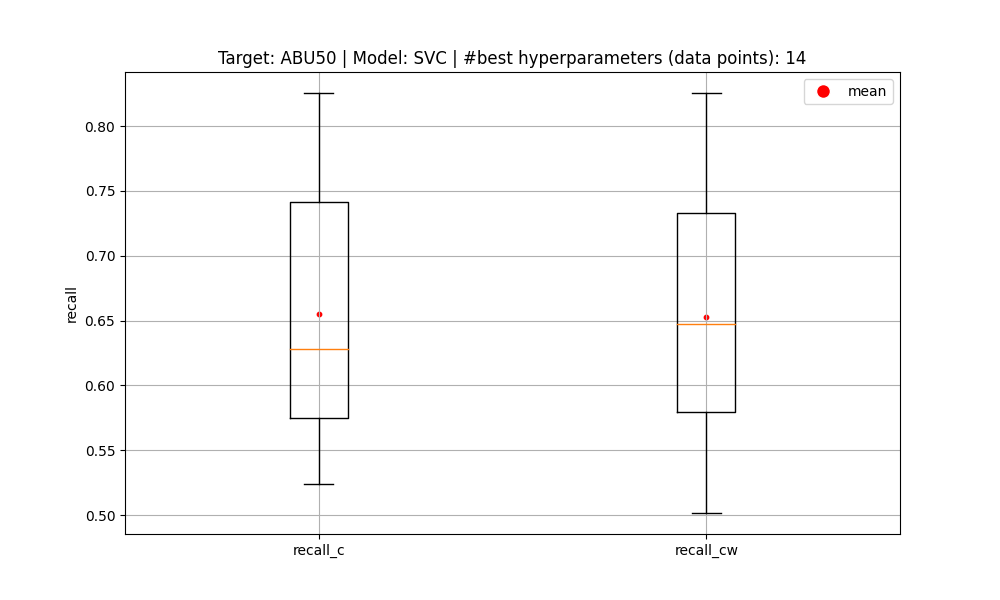 Target: ABU50 | Model: SVC | #best hyperparameters (data points): 14
mean
0.80
0.75
0.70
0.65
0.60
0.55
0.50
recall
recall_c
recall_cw